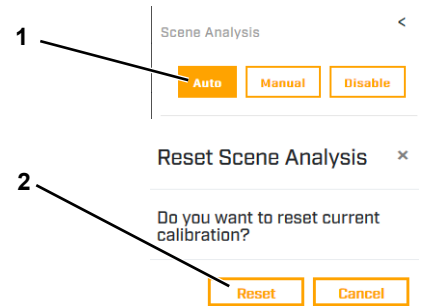 Scene Analysis <
1
Auto Manual Disable
Reset Scene Analysis ×
2
Do you want to reset current
calibration?
Reset Cancel